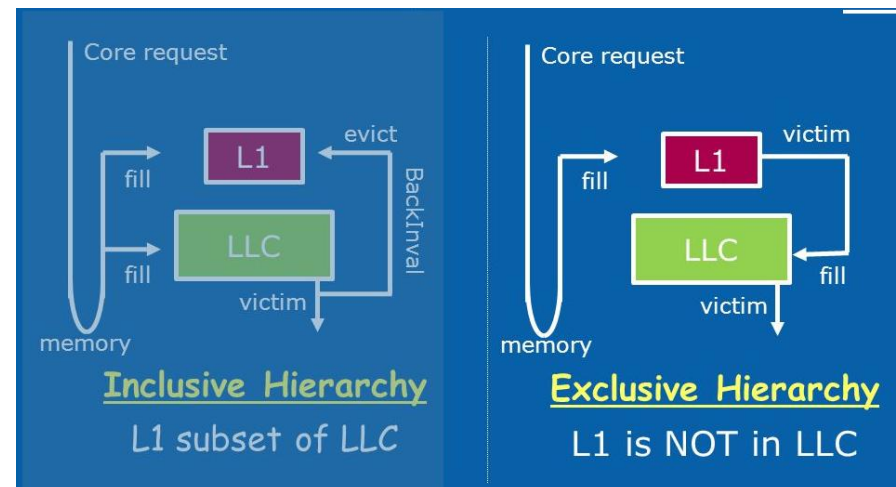 Core request
evict
L1
fill
BackInval
LLC
fill
victim
memory
Inclusive Hierarchy
L1 subset of LLC
Core request
victim
L1
fill
LLC
fill
victim
memory
Exclusive Hierarchy
L1 is NOT in LLC